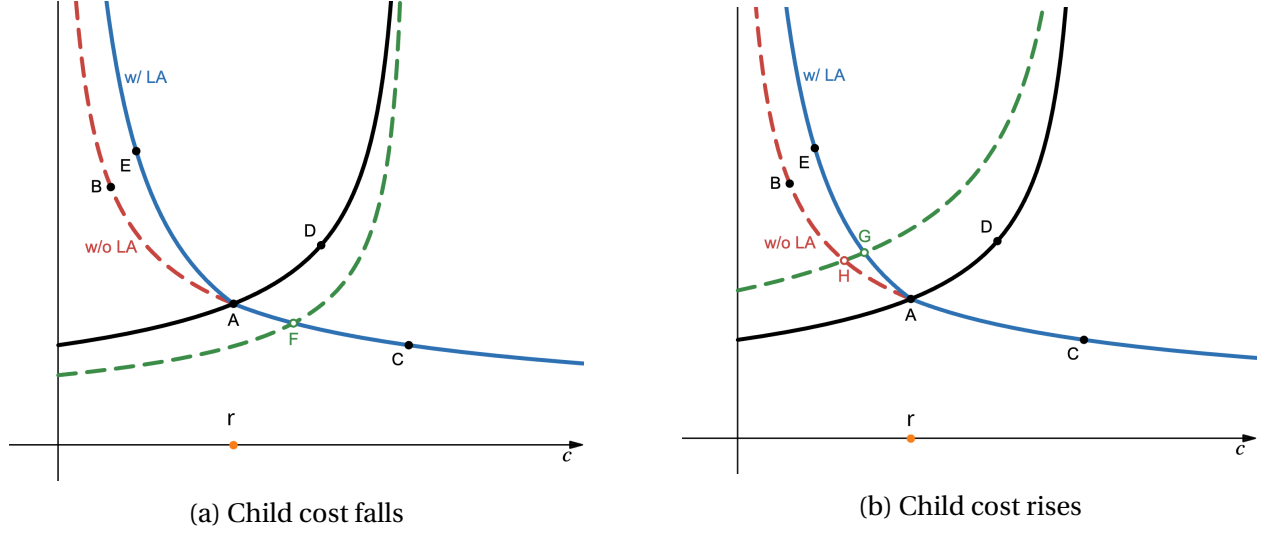 w/ LA
E
B
w/o LA
D
A
F
C
r
c
(a) Child cost falls
w/ LA
E
B
w/o LA
G
D
H
A
C
r
c
(b) Child cost rises